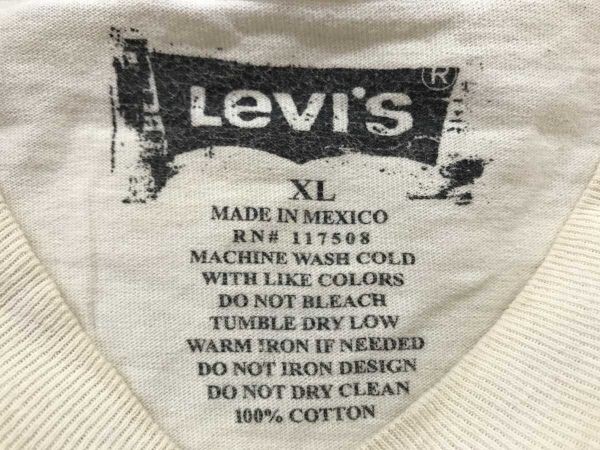 Levi's ®
XL
MADE IN MEXICO
RN# 117508
MACHINE WASH COLD
WITH LIKE COLORS
DO NOT BLEACH
TUMBLE DRY LOW
WARM IRON IF NEEDED
DO NOT IRON DESIGN
DO NOT DRY CLEAN
100% COTTON